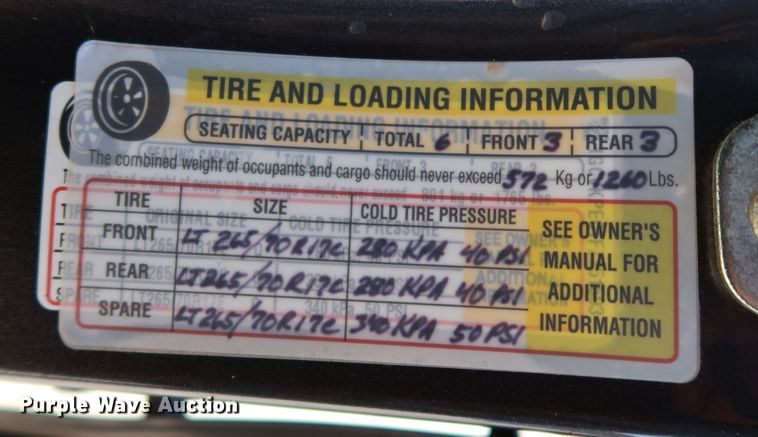 TIRE AND LOADING INFORMATION
SEATING CAPACITY TOTAL 6 FRONT 3 REAR 3
The combined weight of occupants and cargo should never exceed 572 Kg or 1260 Lbs.
TIRE SIZE COLD TIRE PRESSURE
FRONT LT 265/70R17C 280 KPA 40 PSI
REAR LT265/70R17C 280 KPA 40 PSI
SPARE LT265/70R17C 340 KPA 50 PSI
SEE OWNER'S
MANUAL FOR
ADDITIONAL
INFORMATION
Purple Wave Auction